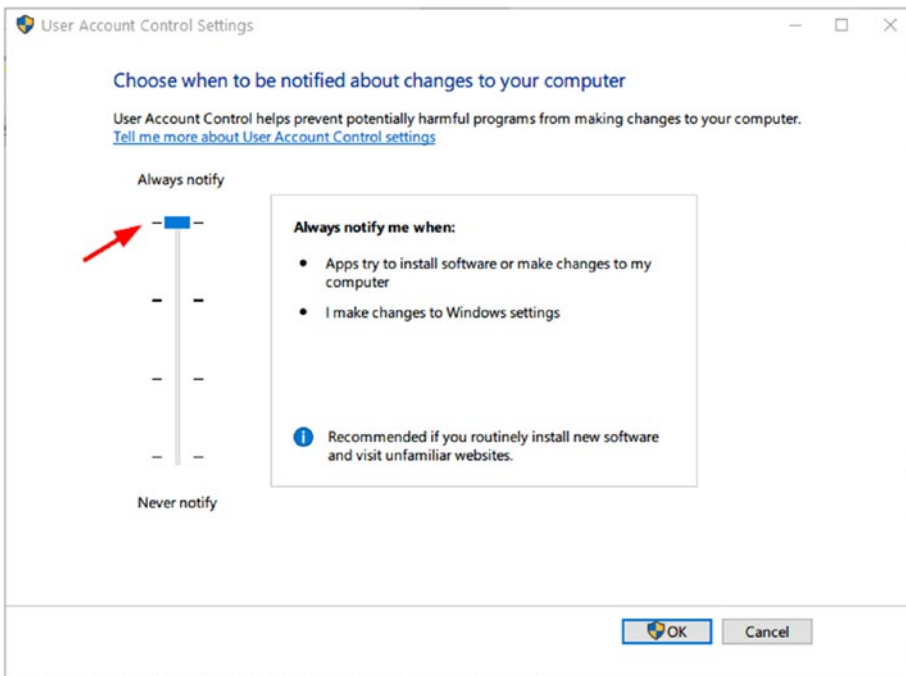 User Account Control Settings
Choose when to be notified about changes to your computer
User Account Control helps prevent potentially harmful programs from making changes to your computer.
Tell me more about User Account Control settings
Always notify
Always notify me when:
• Apps try to install software or make changes to my
computer
• I make changes to Windows settings
Recommended if you routinely install new software
and visit unfamiliar websites.
Never notify
OK
Cancel